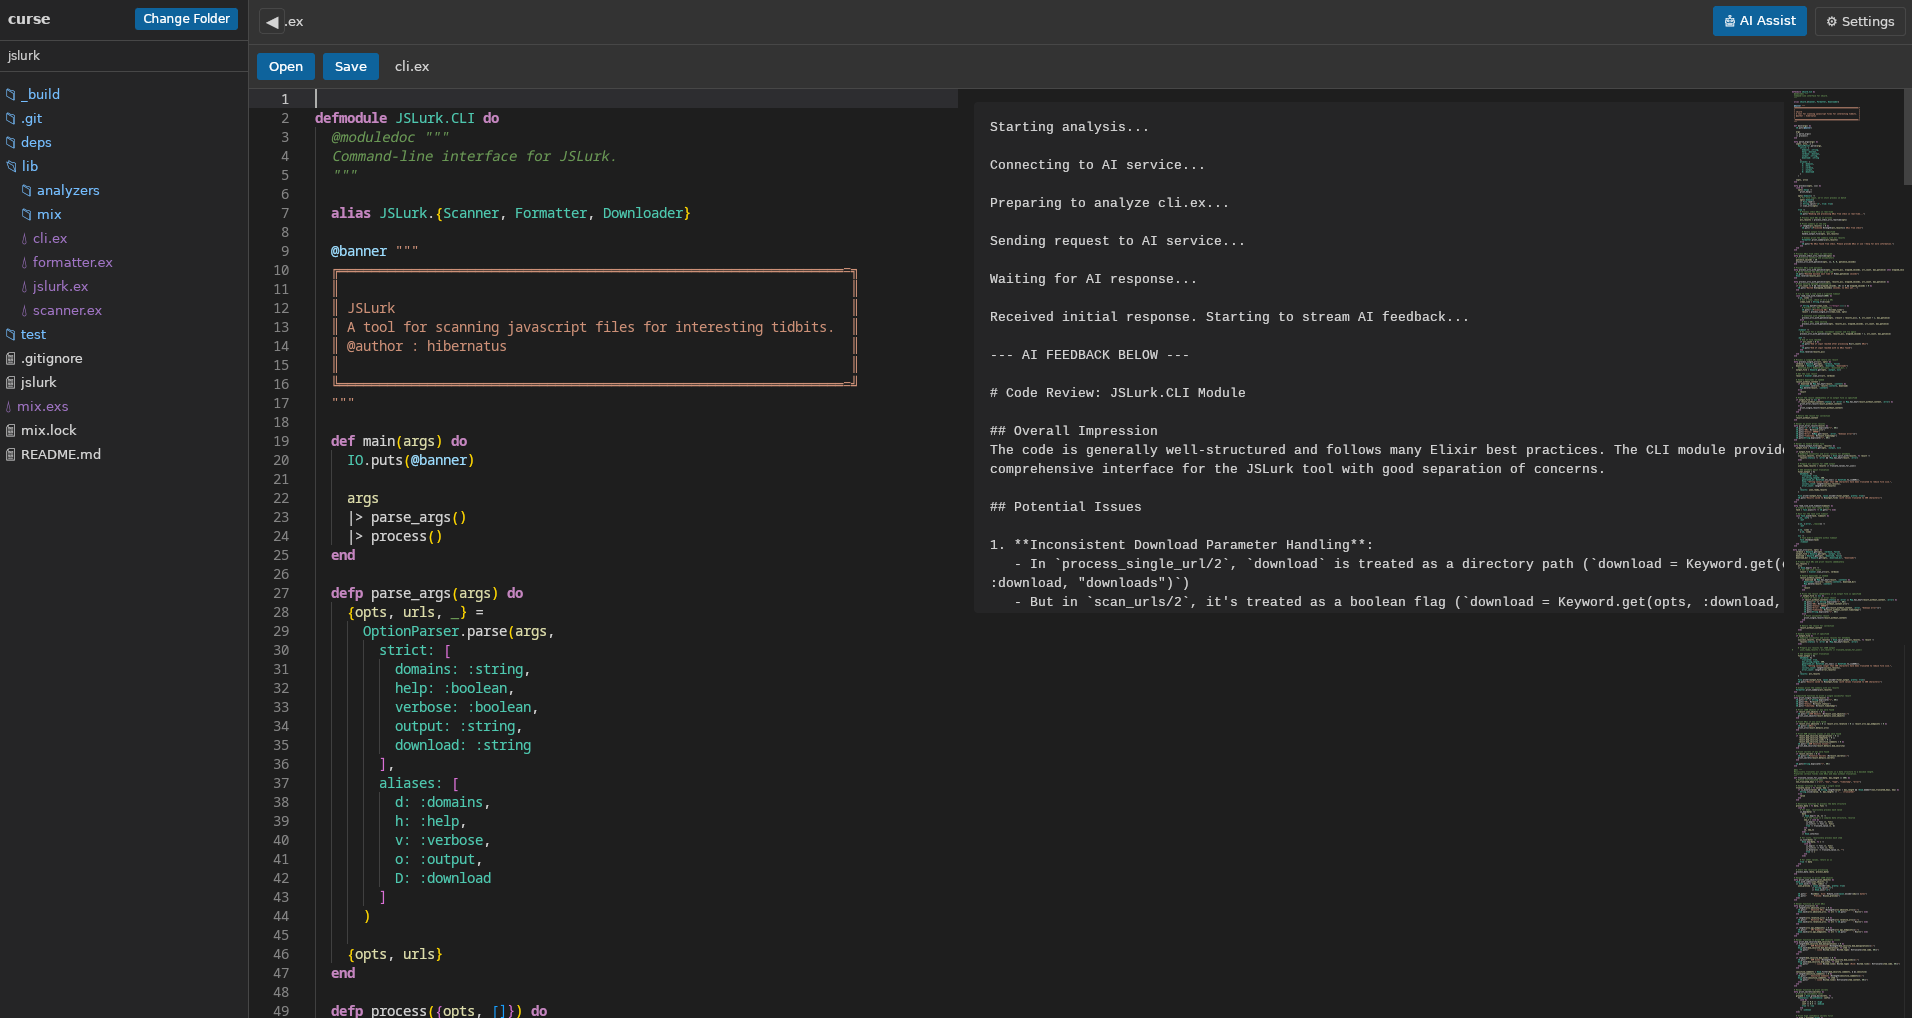 curse
Change Folder
jslurk
_build
.git
deps
lib
analyzers
mix
cli.ex
formatter.ex
jslurk.ex
scanner.ex
test
.gitignore
jslurk
mix.exs
mix.lock
README.md
◀ .ex
AI Assist
⚙ Settings
Open
Save
cli.ex
1
2 defmodule JSLurk.CLI do
3 @moduledoc """
4 Command-line interface for JSLurk.
5 """
6
7 alias JSLurk.{Scanner, Formatter, Downloader}
8
9 @banner """
10
11
12 JSLurk
13 A tool for scanning javascript files for interesting tidbits.
14 @author : hibernatus
15
16
17 """
18
19 def main(args) do
20 IO.puts(@banner)
21
22 args
23 |> parse_args()
24 |> process()
25 end
26
27 defp parse_args(args) do
28 {opts, urls, _} =
29 OptionParser.parse(args,
30 strict: [
31 domains: :string,
32 help: :boolean,
33 verbose: :boolean,
34 output: :string,
35 download: :string
36 ],
37 aliases: [
38 d: :domains,
39 h: :help,
40 v: :verbose,
41 o: :output,
42 D: :download
43 ]
44 )
45
46 {opts, urls}
47 end
48
49 defp process({opts, []}) do
Starting analysis...
Connecting to AI service...
Preparing to analyze cli.ex...
Sending request to AI service...
Waiting for AI response...
Received initial response. Starting to stream AI feedback...
--- AI FEEDBACK BELOW ---
# Code Review: JSLurk.CLI Module
## Overall Impression
The code is generally well-structured and follows many Elixir best practices. The CLI module provide
comprehensive interface for the JSLurk tool with good separation of concerns.
## Potential Issues
1. **Inconsistent Download Parameter Handling**:
- In `process_single_url/2`, `download` is treated as a directory path (`download = Keyword.get(
:download, "downloads")`)
- But in `scan_urls/2`, it's treated as a boolean flag (`download = Keyword.get(opts, :download,